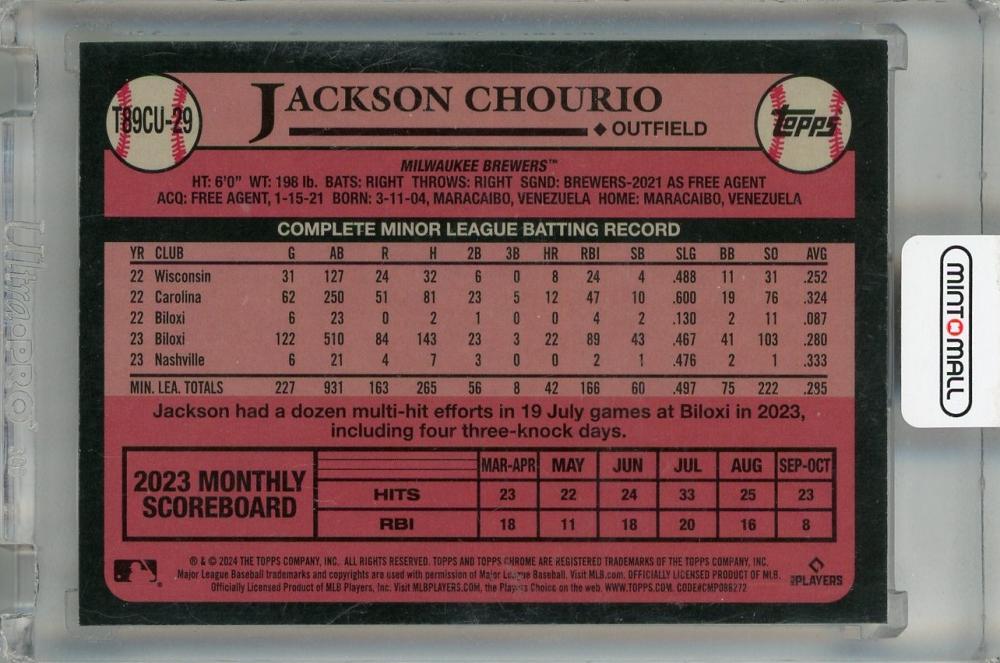 T89CU-29
JACKSON CHOURIO
OUTFIELD
Topps
MILWAUKEE BREWERS™
HT: 6'0" WT: 198 lb. BATS: RIGHT THROWS: RIGHT SGND: BREWERS-2021 AS FREE AGENT
ACQ: FREE AGENT, 1-15-21 BORN: 3-11-04, MARACAIBO, VENEZUELA HOME: MARACAIBO, VENEZUELA
COMPLETE MINOR LEAGUE BATTING RECORD
YR CLUB G AB R H 2B 3B HR RBI SB SLG BB SO AVG
22 Wisconsin 31 127 24 32 6 0 8 24 4 .488 11 31 .252
22 Carolina 62 250 51 81 23 5 12 47 10 .600 19 76 .324
22 Biloxi 6 23 0 2 1 0 0 4 2 .130 2 11 .087
23 Biloxi 122 510 84 143 23 3 22 89 43 .467 41 103 .280
23 Nashville 6 21 4 7 3 0 0 2 1 .476 2 1 .333
MIN. LEA. TOTALS 227 931 163 265 56 8 42 166 60 .497 75 222 .285
Jackson had a dozen multi-hit efforts in 19 July games at Biloxi in 2023,
including four three-knock days.
2023 MONTHLY
SCOREBOARD
MAR-APR MAY JUN JUL AUG SEP-OCT
HITS 23 22 24 33 25 23
RBI 18 11 18 20 16 8
® & © 2024 THE TOPPS COMPANY, INC. ALL RIGHTS RESERVED. TOPPS AND TOPPS CHROME ARE REGISTERED TRADEMARKS OF THE TOPPS COMPANY, INC.
Major League Baseball trademarks and copyrights are used with permission of Major League Baseball. Visit MLB.com. OFFICIALLY LICENSED PRODUCT OF MLB.
Officially Licensed Product of MLB Players, Inc. Visit MLBPLAYERS.com, the Players Choice on the web. WWW.TOPPS.COM. CODE#CMP088272
PLAYERS
MINT MALL
Ultra PRO